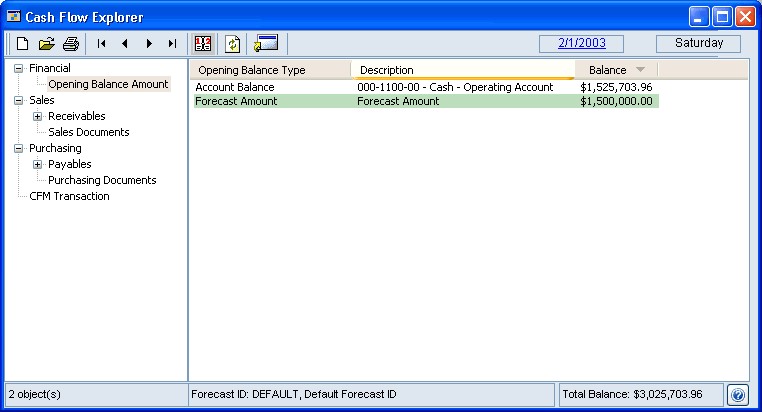 Cash Flow Explorer
2/1/2003 Saturday
Financial
Opening Balance Amount
Sales
Receivables
Sales Documents
Purchasing
Payables
Purchasing Documents
CFM Transaction
Opening Balance Type Description Balance
Account Balance 000-1100-00 - Cash - Operating Account $1,525,703.96
Forecast Amount Forecast Amount $1,500,000.00
2 object(s) Forecast ID: DEFAULT, Default Forecast ID Total Balance: $3,025,703.96